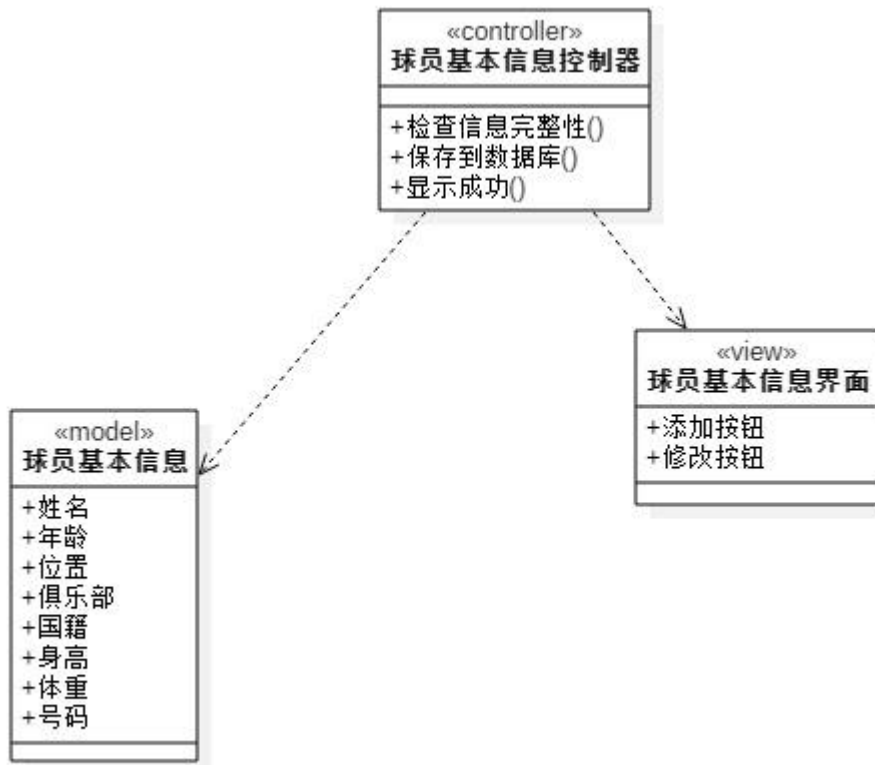 «controller»
球员基本信息控制器
+检查信息完整性()
+保存到数据库()
+显示成功()
«view»
球员基本信息界面
+添加按钮
+修改按钮
«model»
球员基本信息
+姓名
+年龄
+位置
+俱乐部
+国籍
+身高
+体重
+号码